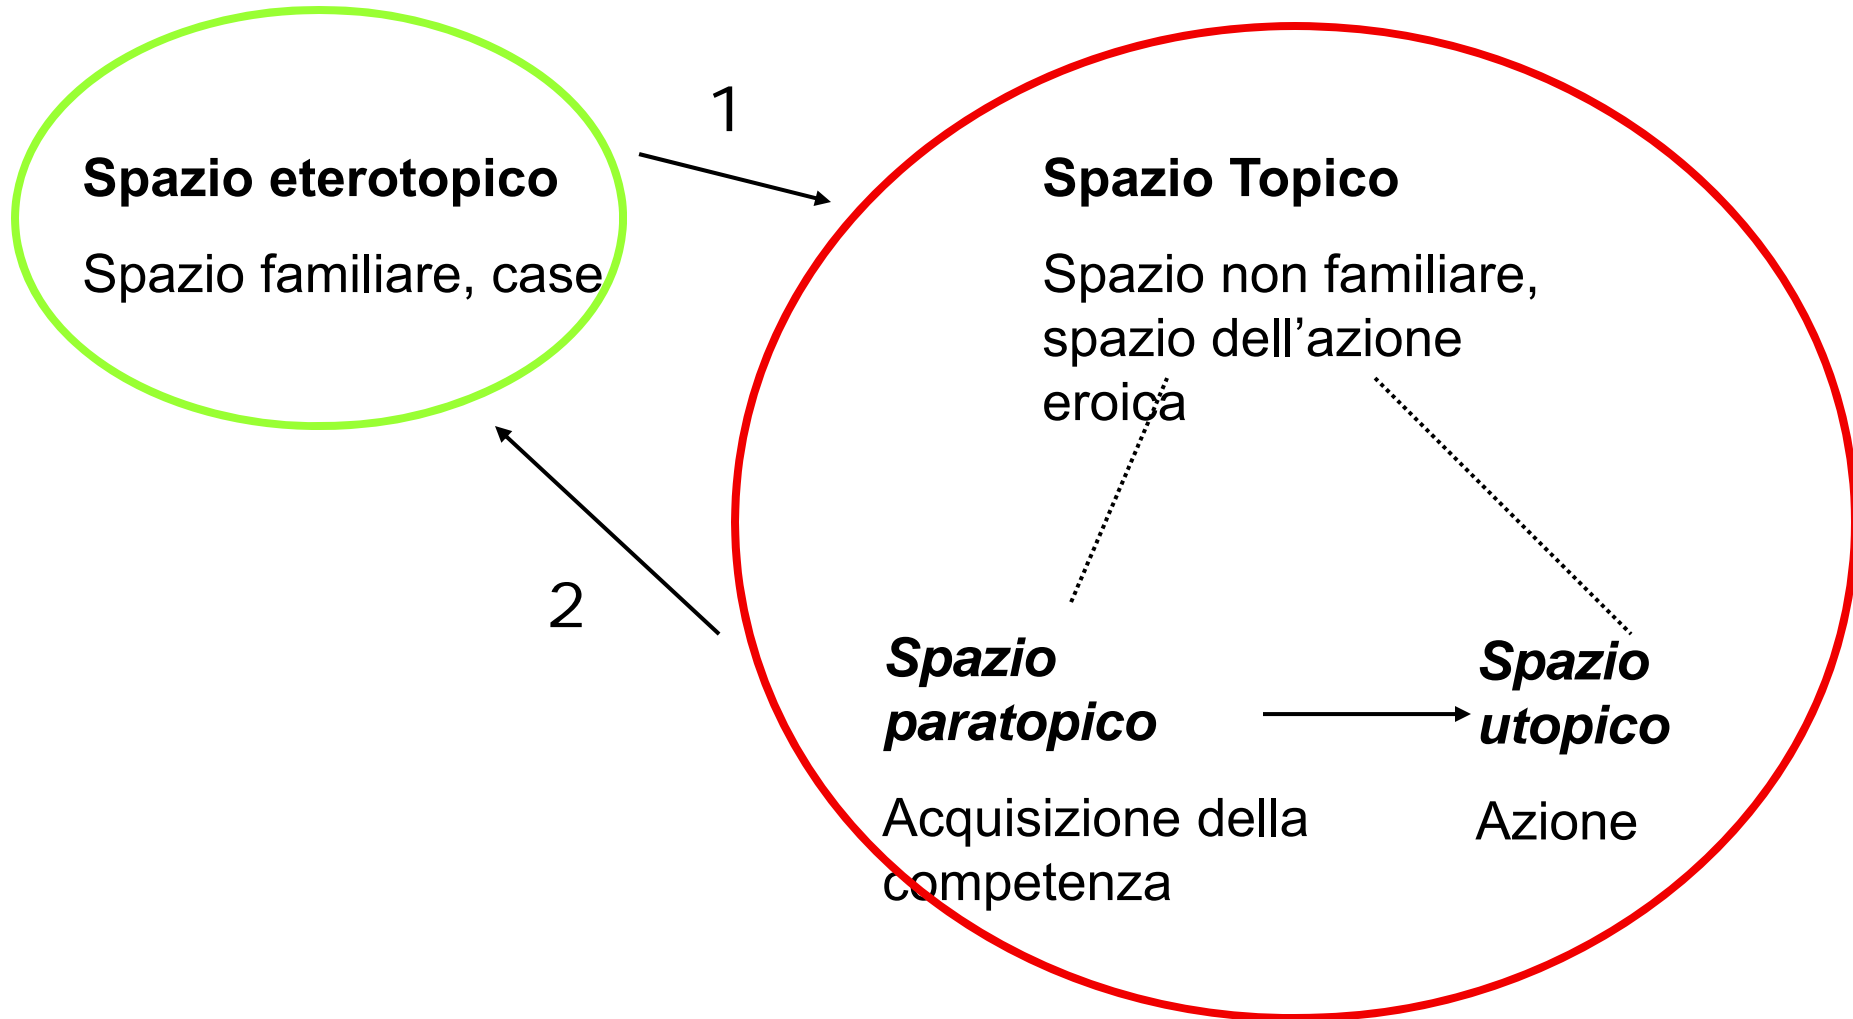 Spazio eterotopico
Spazio familiare, case
1
Spazio Topico
Spazio non familiare,
spazio dell’azione
eroica
2
Spazio
paratopico
Acquisizione della
competenza
Spazio
utopico
Azione